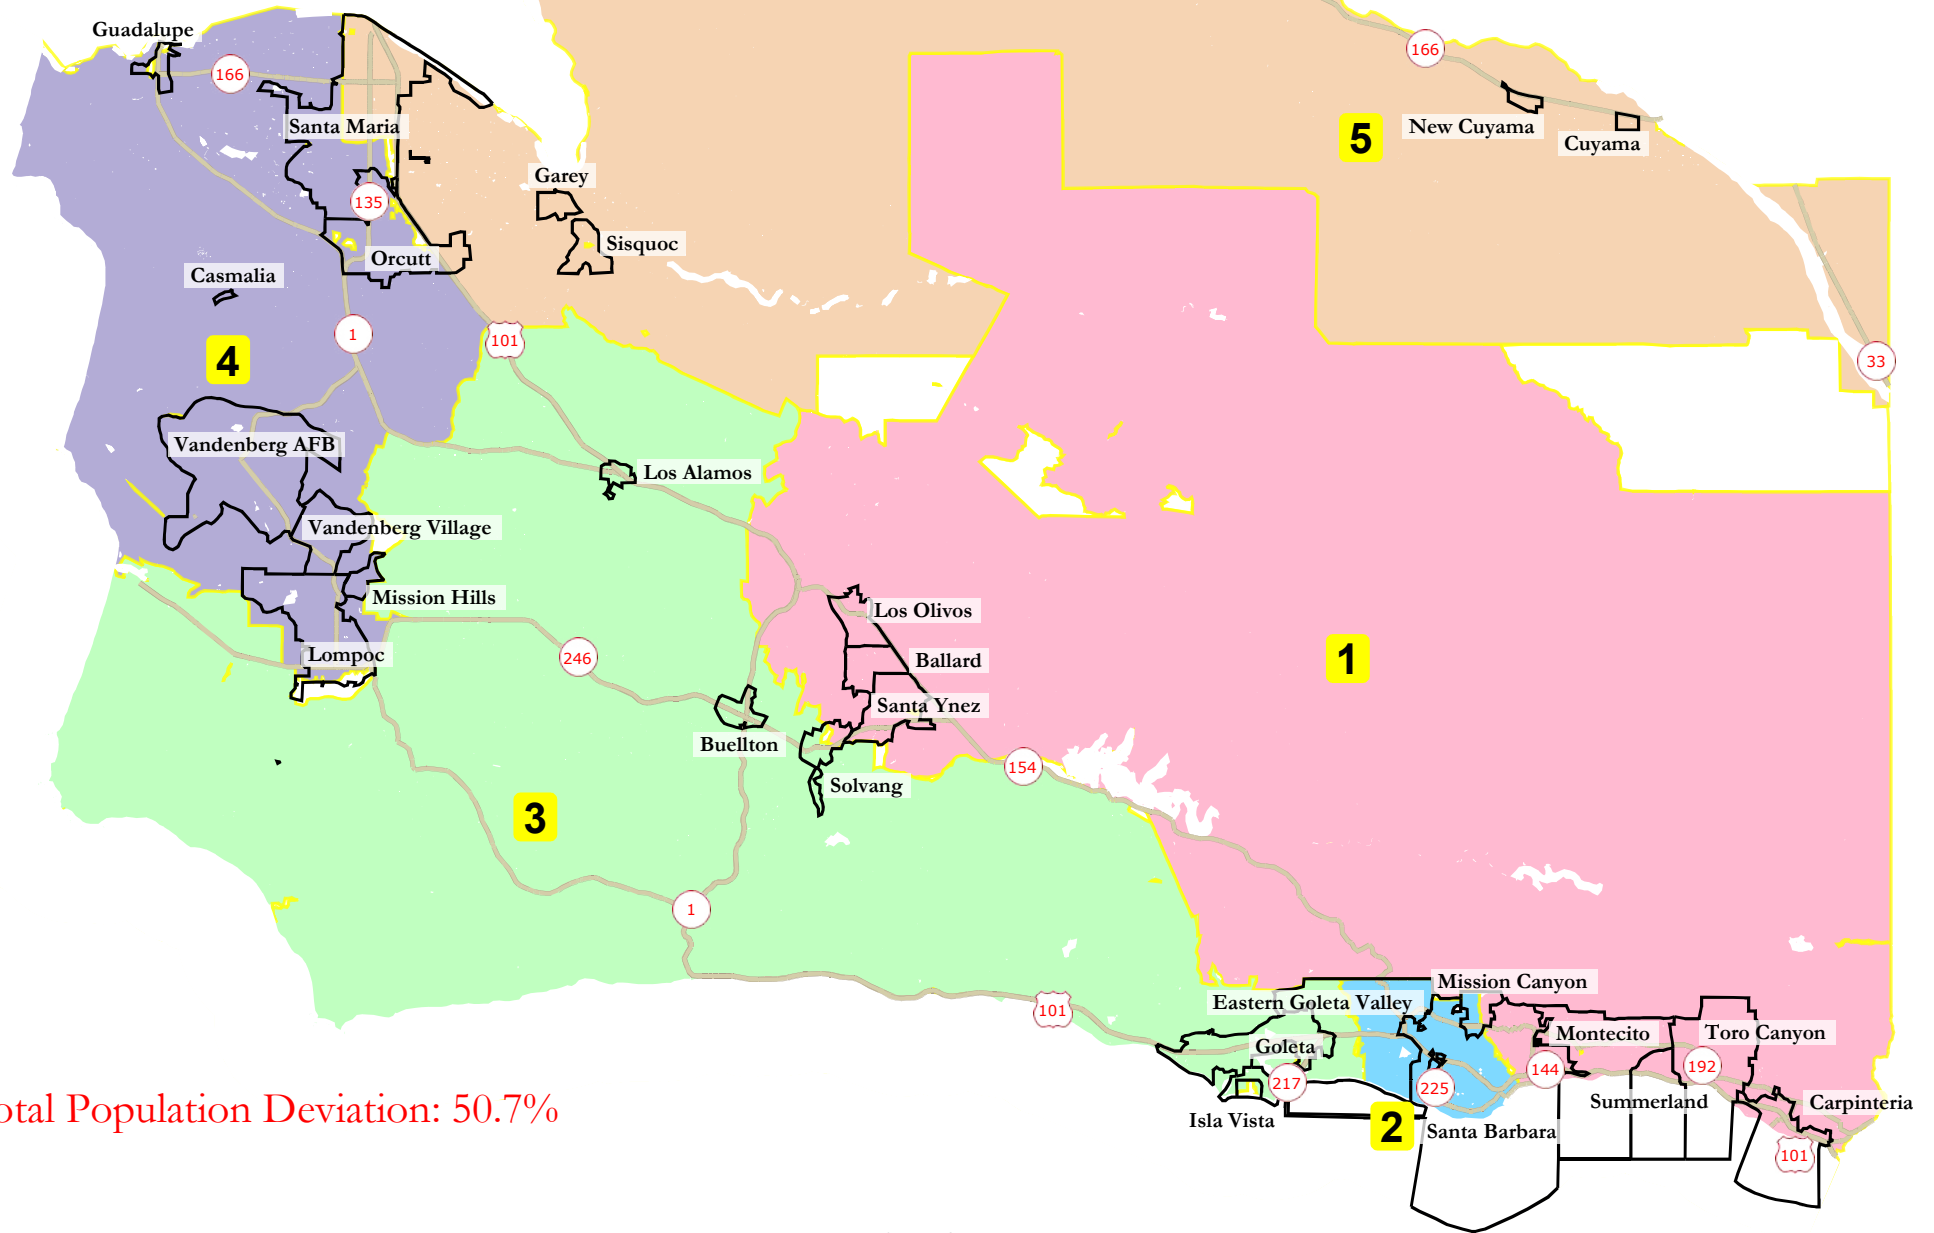 Guadalupe
166
166
New Cuyama
5
Cuyama
Santa Maria
Garey
135
Sisquoc
Orcutt
Casmalia
1
101
4
33
Vandenberg AFB
Los Alamos
Vandenberg Village
Mission Hills
Los Olivos
Lompoc
246
Ballard
1
Santa Ynez
Buellton
154
Solvang
3
1
Mission Canyon
Eastern Goleta Valley
101
Montecito
Toro Canyon
Goleta
144
192
217
225
Summerland
Carpinteria
otal Population Deviation: 50.7%
Isla Vista
2
Santa Barbara
101